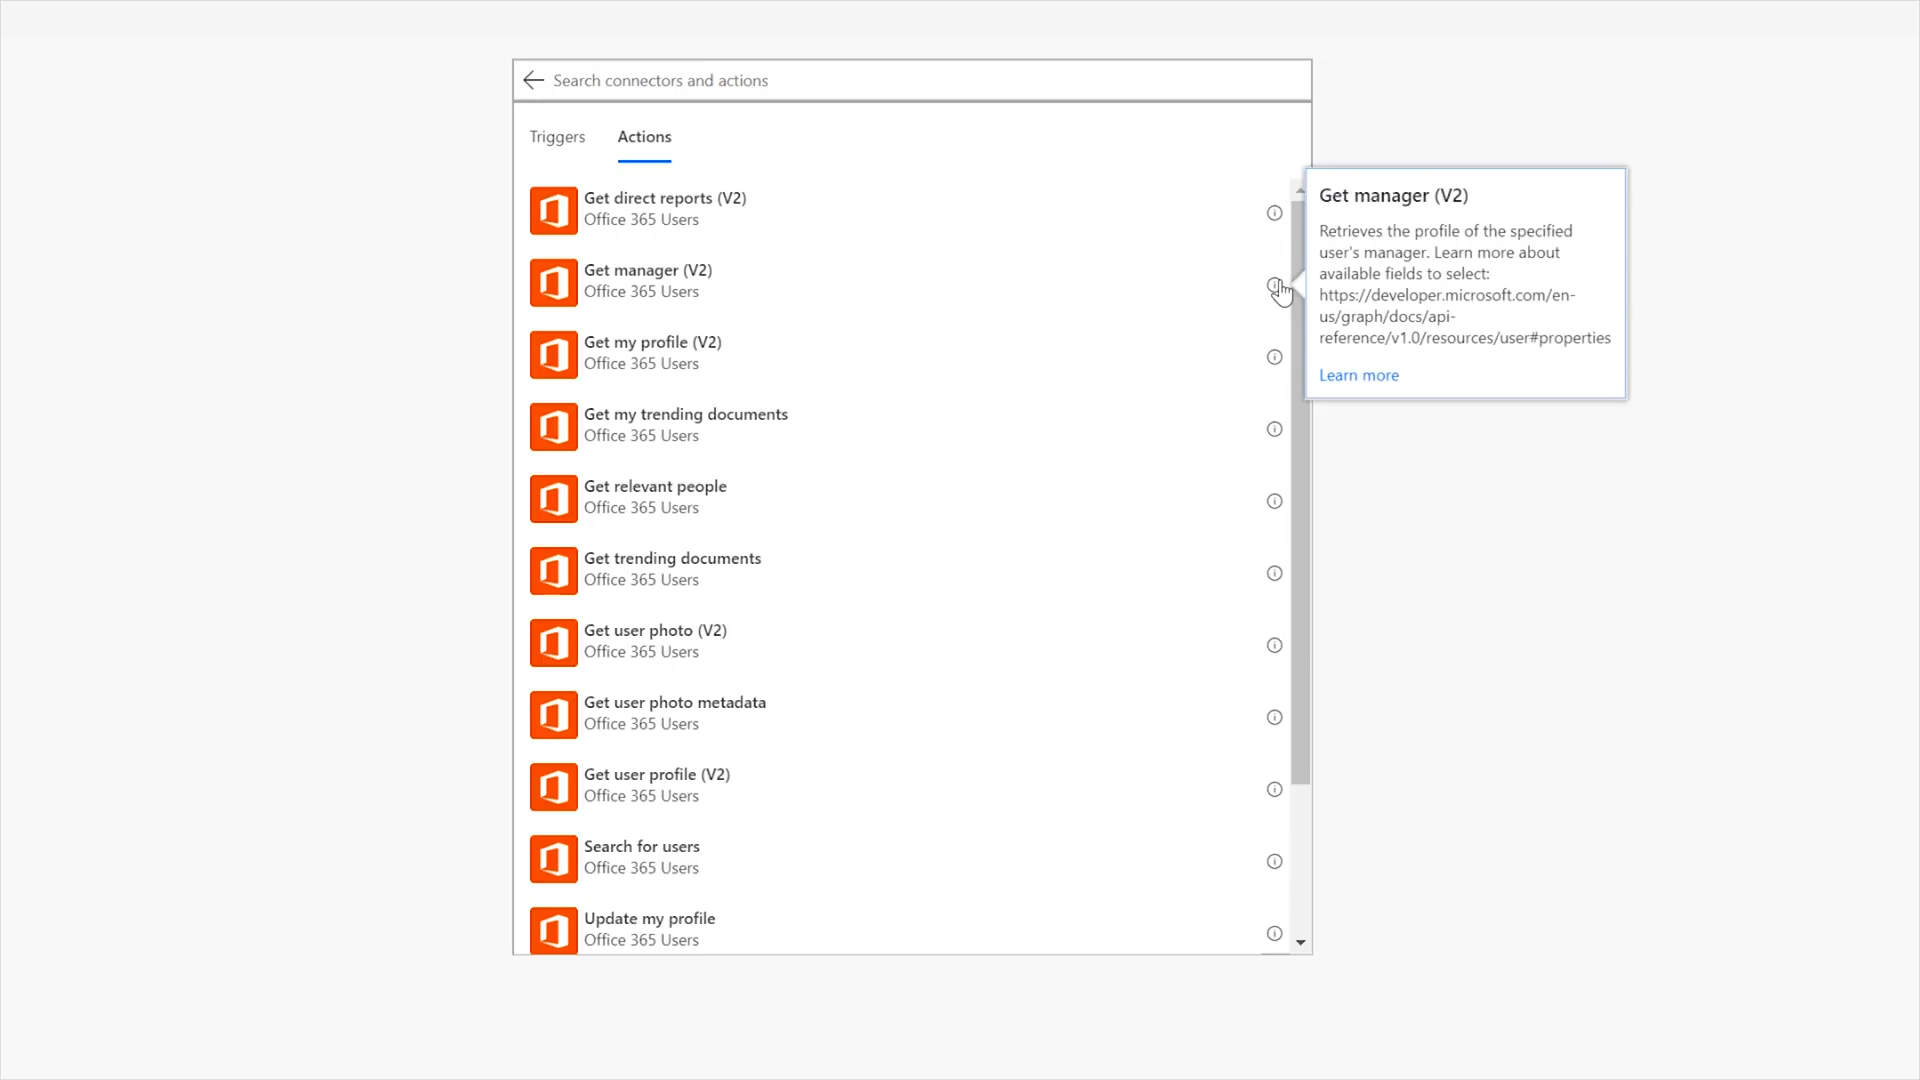 Search connectors and actions
Triggers
Actions
Get direct reports (V2)
Office 365 Users
Get manager (V2)
Office 365 Users
Get my profile (V2)
Office 365 Users
Get my trending documents
Office 365 Users
Get relevant people
Office 365 Users
Get trending documents
Office 365 Users
Get user photo (V2)
Office 365 Users
Get user photo metadata
Office 365 Users
Get user profile (V2)
Office 365 Users
Search for users
Office 365 Users
Update my profile
Office 365 Users
Get manager (V2)
Retrieves the profile of the specified
user's manager. Learn more about
available fields to select:
https://developer.microsoft.com/en-
us/graph/docs/api-
reference/v1.0/resources/user#properties
Learn more